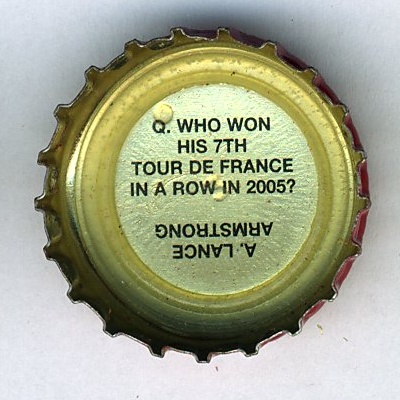 Q. WHO WON
HIS 7TH
TOUR DE FRANCE
IN A ROW IN 2005?
A. LANCE
ARMSTRONG